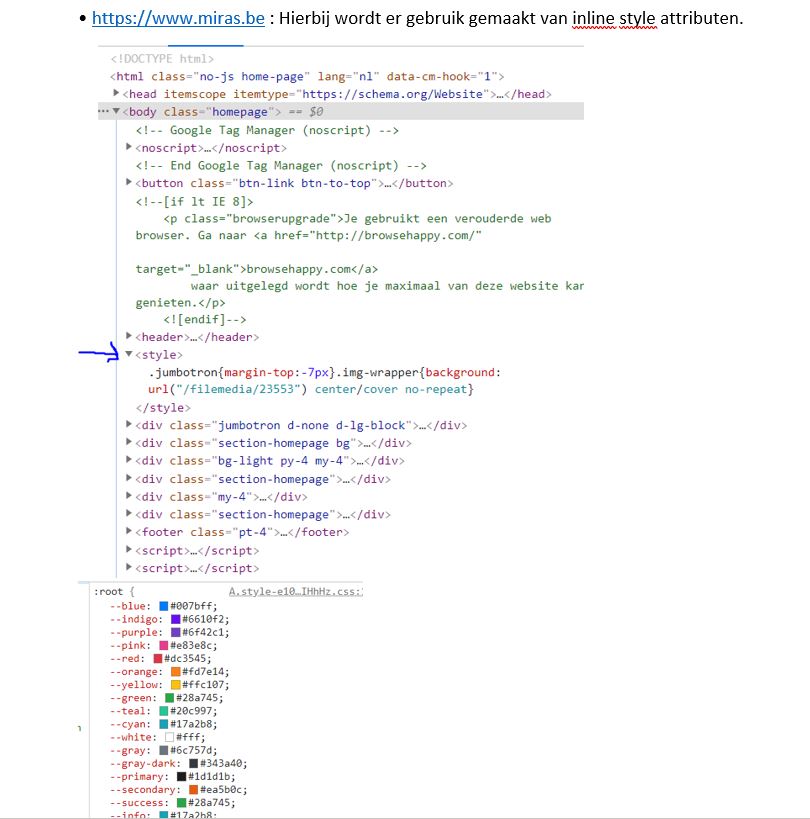 • https://www.miras.be : Hierbij wordt er gebruik gemaakt van inline style attributen.
<!DOCTYPE html>
<html class="no-js home-page" lang="nl" data-cm-hook="1">
<head itemscope itemtype="https://schema.org/Website">…</head>
<body class="homepage"> == $0
<!-- Google Tag Manager (noscript) -->
<noscript>…</noscript>
<!-- End Google Tag Manager (noscript) -->
<button class="btn-link btn-to-top">…</button>
<!--[if lt IE 8]>
<p class="browserupgrade">Je gebruikt een verouderde web
browser. Ga naar <a href="http://browsehappy.com/"
target="_blank">browsehappy.com</a>
waar uitgelegd wordt hoe je maximaal van deze website kan
genieten.</p>
<![endif]-->
<header>…</header>
<style>
.jumbotron{margin-top:-7px}.img-wrapper{background:
url("/filemedia/23553") center/cover no-repeat}
</style>
<div class="jumbotron d-none d-lg-block">…</div>
<div class="section-homepage bg">…</div>
<div class="bg-light py-4 my-4">…</div>
<div class="section-homepage">…</div>
<div class="my-4">…</div>
<div class="section-homepage">…</div>
<footer class="pt-4">…</footer>
<script>…</script>
<script>…</script>
:root { A.style-e10…IHhHz.css:
--blue: #007bff;
--indigo: #6610f2;
--purple: #6f42c1;
--pink: #e83e8c;
--red: #dc3545;
--orange: #fd7e14;
--yellow: #ffc107;
--green: #28a745;
--teal: #20c997;
--cyan: #17a2b8;
--white: #fff;
--gray: #6c757d;
--gray-dark: #343a40;
--primary: #1d1d1b;
--secondary: #ea5b0c;
--success: #28a745;
--info: #17a2b8;